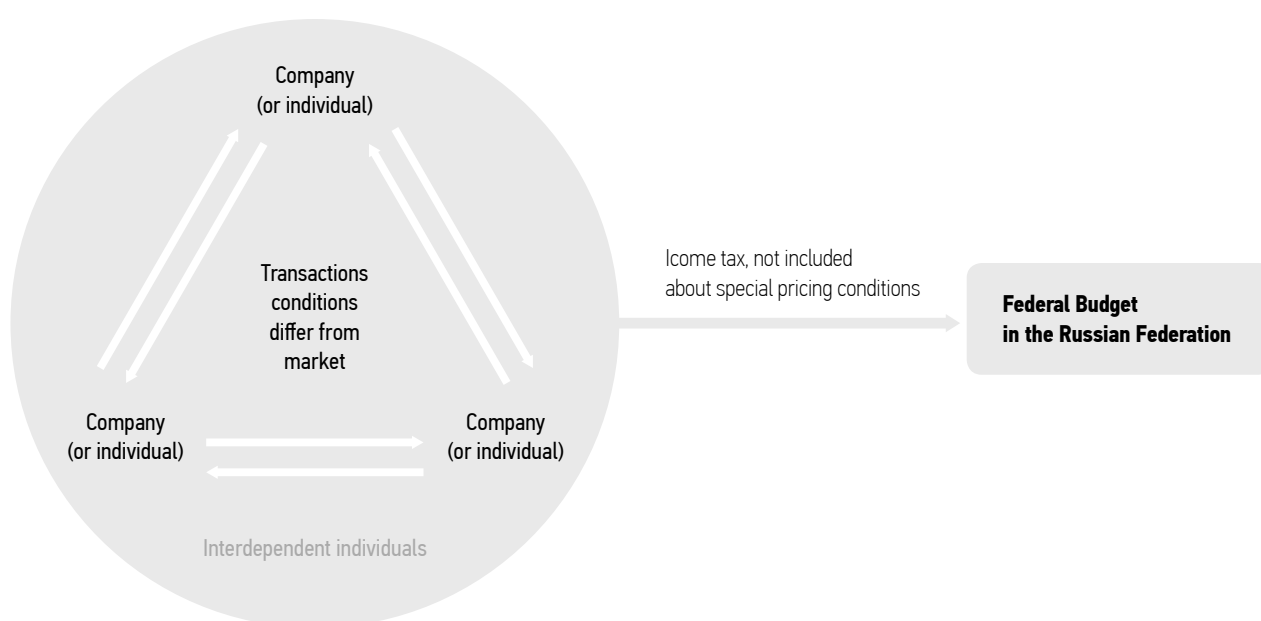 Company
(or individual)
Transactions
conditions
differ from
market
Icome tax, not included
about special pricing conditions
Federal Budget
in the Russian Federation
Company
(or individual)
Company
(or individual)
Interdependent individuals